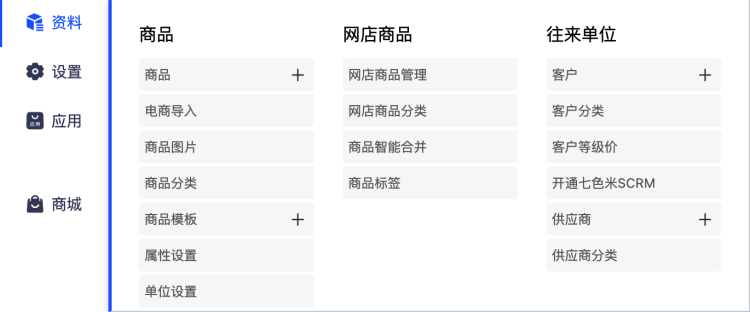 资料
设置
应用
应用
商城
商品
商品
电商导入
商品图片
商品分类
商品模板
属性设置
单位设置
网店商品
网店商品管理
网店商品分类
商品智能合并
商品标签
往来单位
客户
客户分类
客户等级价
开通七色米SCRM
供应商
供应商分类